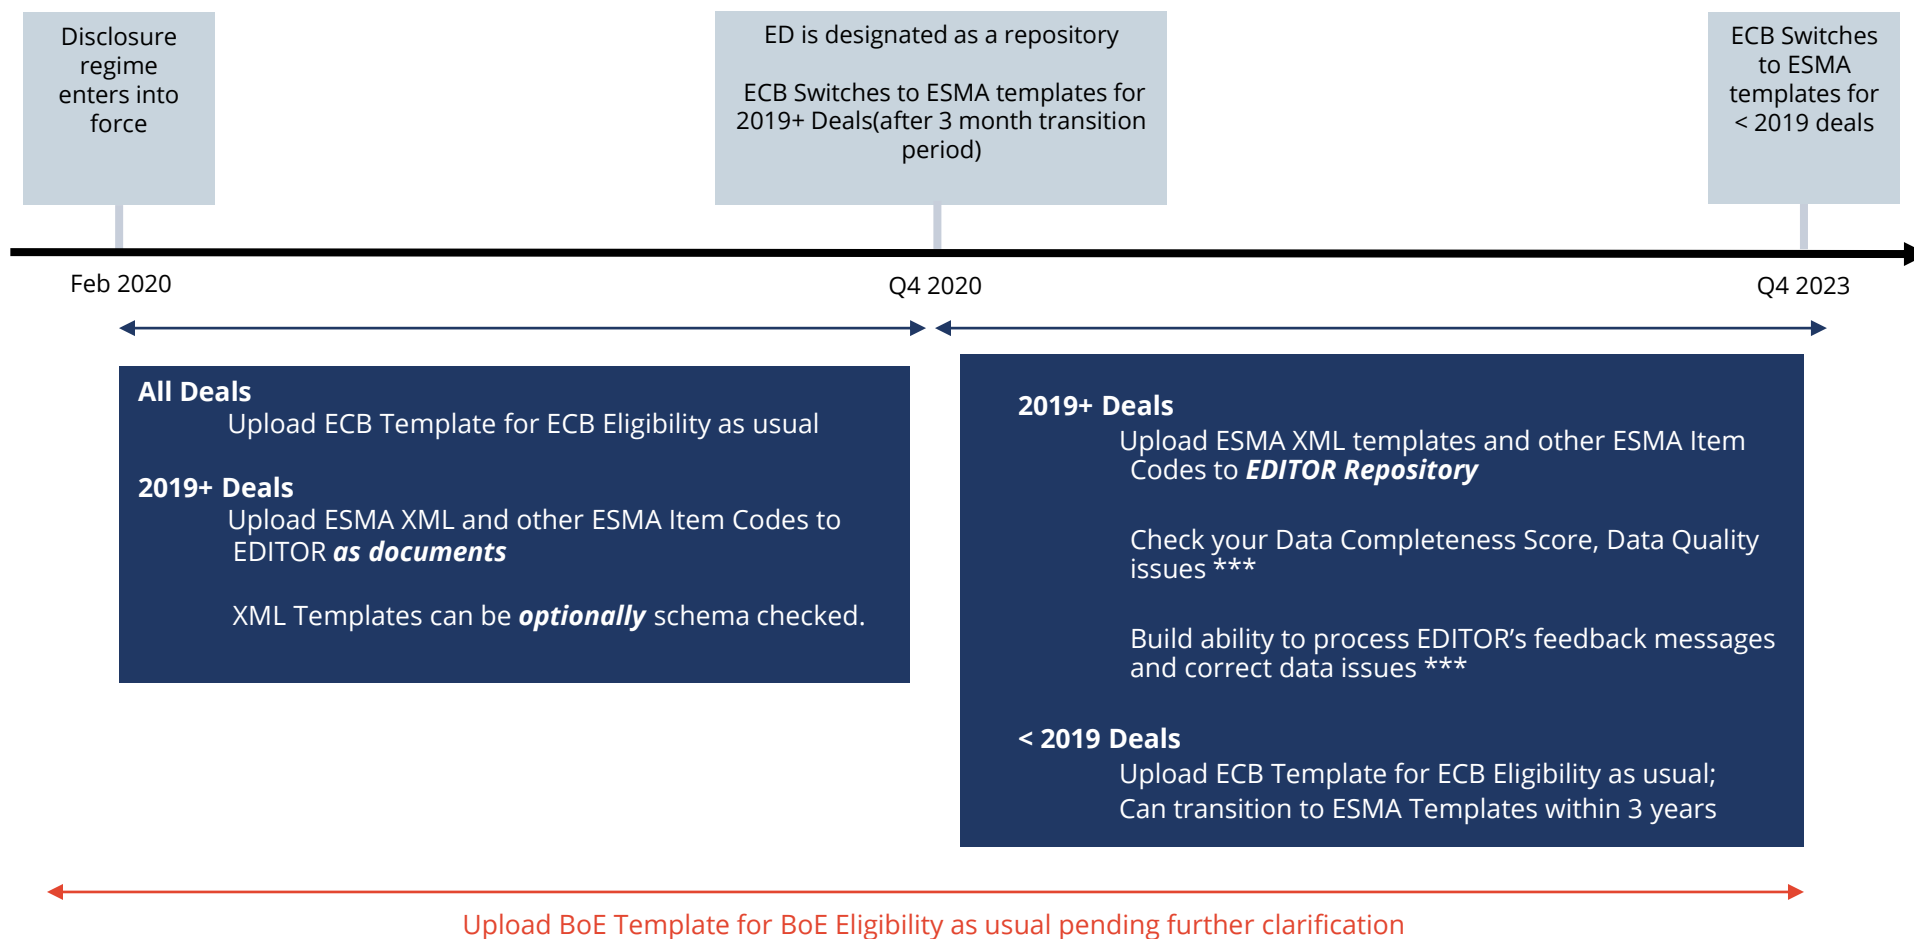 Disclosure
regime
enters into
force
ED is designated as a repository
ECB Switches to ESMA templates for
2019+ Deals(after 3 month transition
period)
ECB Switches
to ESMA
templates for
< 2019 deals
Feb 2020
Q4 2020
Q4 2023
All Deals
Upload ECB Template for ECB Eligibility as usual
2019+ Deals
Upload ESMA XML and other ESMA Item Codes to
EDITOR as documents
XML Templates can be optionally schema checked.
2019+ Deals
Upload ESMA XML templates and other ESMA Item
Codes to EDITOR Repository
Check your Data Completeness Score, Data Quality
issues ***
Build ability to process EDITOR’s feedback messages
and correct data issues ***
< 2019 Deals
Upload ECB Template for ECB Eligibility as usual;
Can transition to ESMA Templates within 3 years
Upload BoE Template for BoE Eligibility as usual pending further clarification